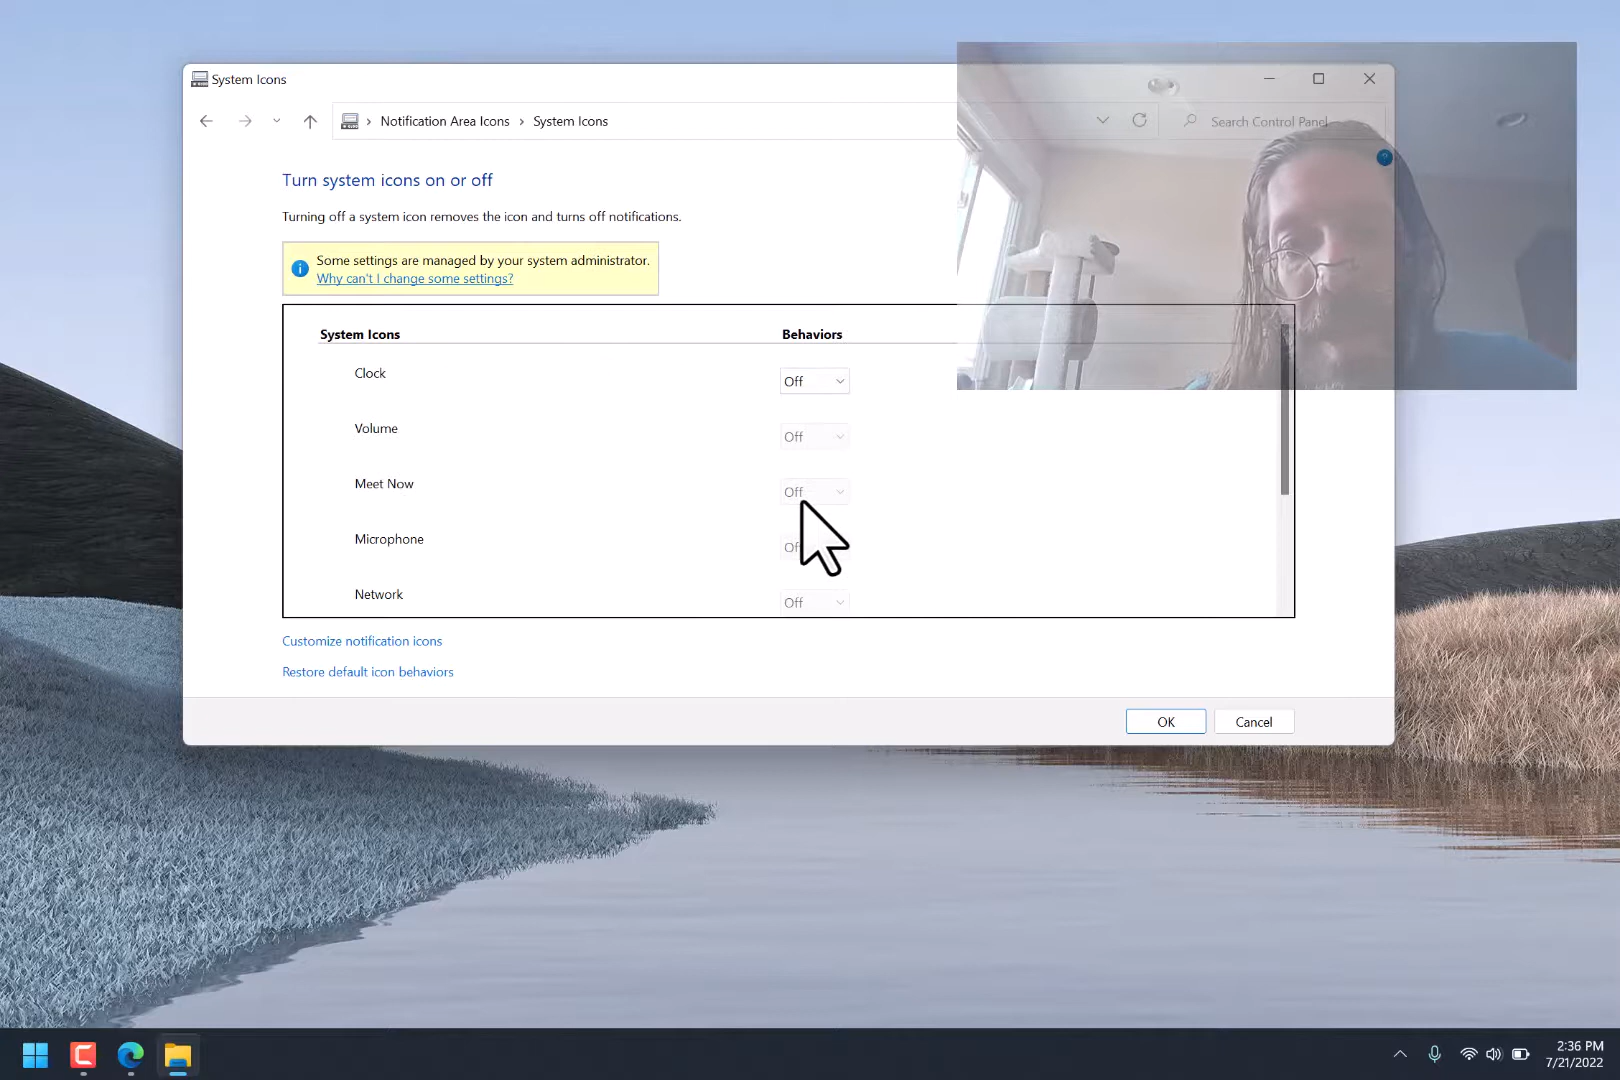 System Icons
Notification Area Icons > System Icons
Search Control Panel
Turn system icons on or off
Turning off a system icon removes the icon and turns off notifications.
Some settings are managed by your system administrator.
Why can't I change some settings?
System Icons Behaviors
Clock Off
Volume Off
Meet Now Off
Microphone
Network Off
Customize notification icons
Restore default icon behaviors
OK Cancel
2:36 PM
7/21/2022